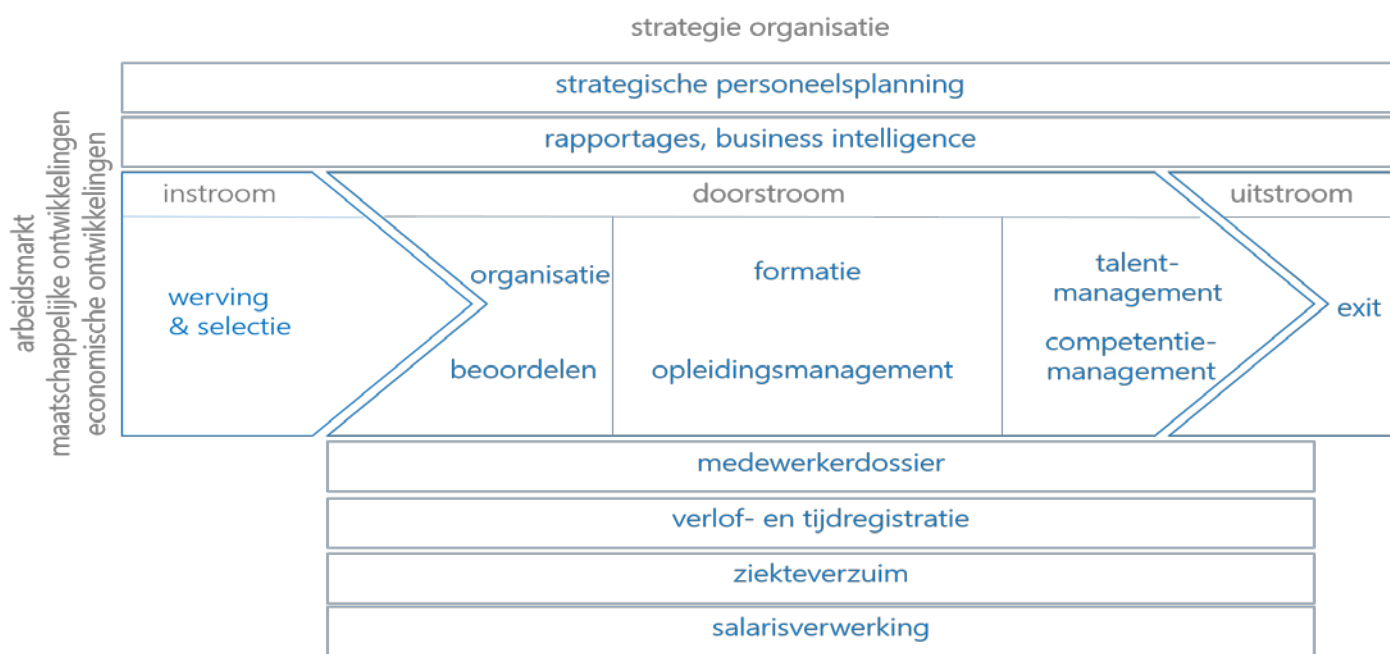 strategie organisatie
strategische personeelsplanning
rapportages, business intelligence
arbeidsmarkt
maatschappelijke ontwikkelingen
economische ontwikkelingen
instroom
doorstroom
uitstroom
werving
& selectie
organisatie
beoordelen
formatie
opleidingsmanagement
talent-
management
competentie-
management
exit
medewerkerdossier
verlof- en tijdregistratie
ziekteverzuim
salarisverwerking